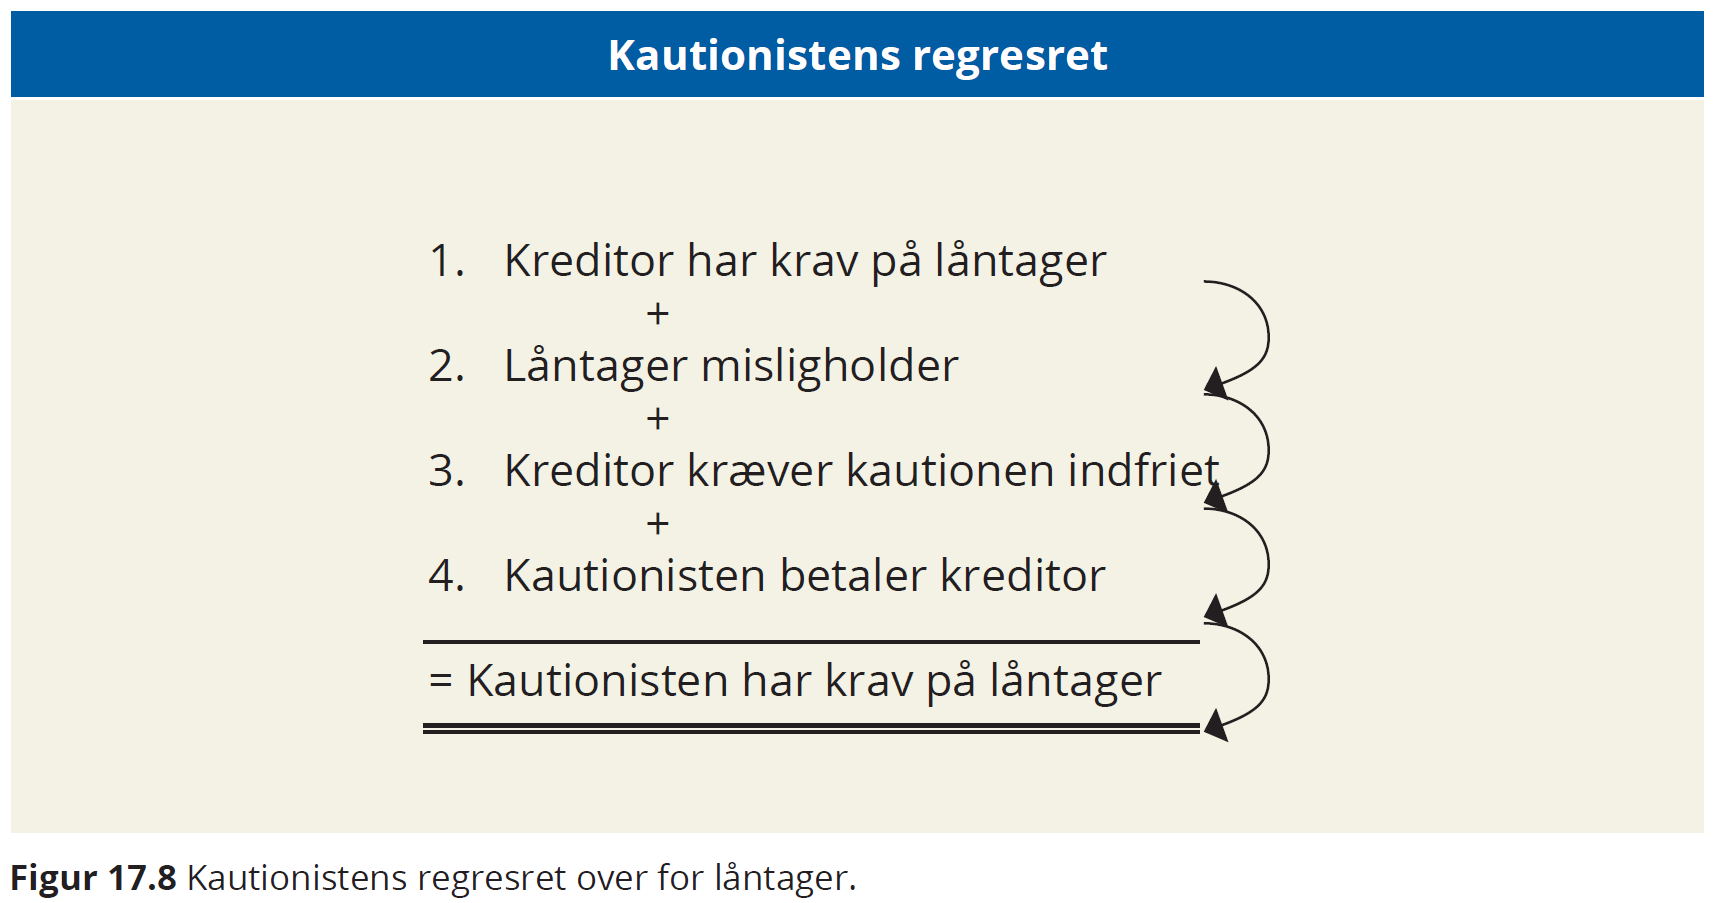 Kautionistens regresret
1. Kreditor har krav på låntager
+
2. Låntager misligholder
+
3. Kreditor kræver kautionen indfriet
+
4. Kautionisten betaler kreditor
= Kautionisten har krav på låntager
Figur 17.8 Kautionistens regresret over for låntager.